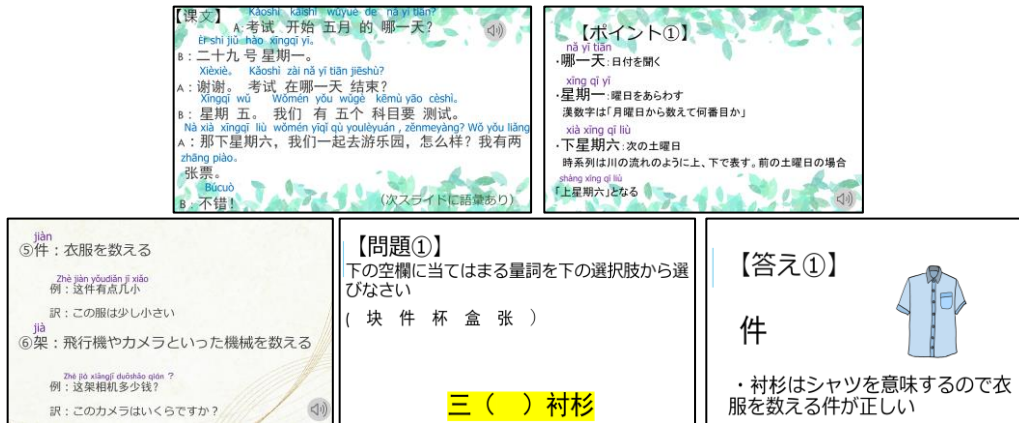 【课文】
Kǎoshì kāishǐ wǔyuè de nǎ yī tiān?
A:考试 开始 五月 的 哪一天？
Èr shí jiǔ hào xīngqī yī。
B：二十九 号 星期一。
Xièxiè。 Kǎoshì zài nǎ yī tiān jiéshù?
A：谢谢。 考试 在哪一天 结束？
Xīngqī wǔ Wǒmén yǒu wǔgè kēmù yāo cèshì。
B：星期 五。 我们 有 五个 科目要 测试。
Nà xià xīngqī liù wǒmén yīqǐ qù youlèyuán , zěnmeyàng? Wǒ yǒu liǎng
A：那下星期六，我们一起去游乐园，怎么样？我有两
zhāng piào。
张票。
Búcuò
B：不错！
（次スライドに語彙あり）
【ポイント①】
nǎ yī tiān
・哪一天:日付を聞く
xīng qī yī
・星期一:曜日をあらわす
漢数字は「月曜日から数えて何番目か」
xià xīng qī liù
・下星期六:次の土曜日
時系列は川の流れのように上、下で表す。前の土曜日の場合
shàng xīng qī liù
「上星期六」となる
jiàn
⑤件：衣服を数える
Zhè jiàn yǒudiǎn jī xiǎo
例：这件有点几小
訳：この服は少し小さい
jià
⑥架：飛行機やカメラといった機械を数える
Zhè jià xiàngjī duōshǎo qián ？
例：这架相机多少钱？
訳：このカメラはいくらですか？
【問題①】
下の空欄に当てはまる量詞を下の選択肢から選
びなさい
( 块 件 杯 盒 张 ）
三（　）衬衫
【答え①】
件
・衬衫はシャツを意味するので衣
服を数える件が正しい